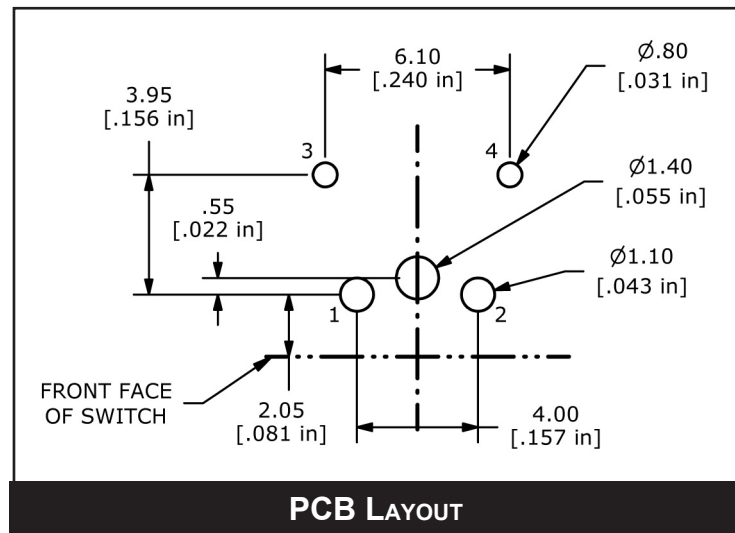 6.10
[.240 in]
Ø.80
[.031 in]
3.95
[.156 in]
3
4
Ø1.40
[.055 in]
.55
[.022 in]
Ø1.10
[.043 in]
1
2
FRONT FACE
OF SWITCH
2.05
[.081 in]
4.00
[.157 in]
PCB LAYOUT